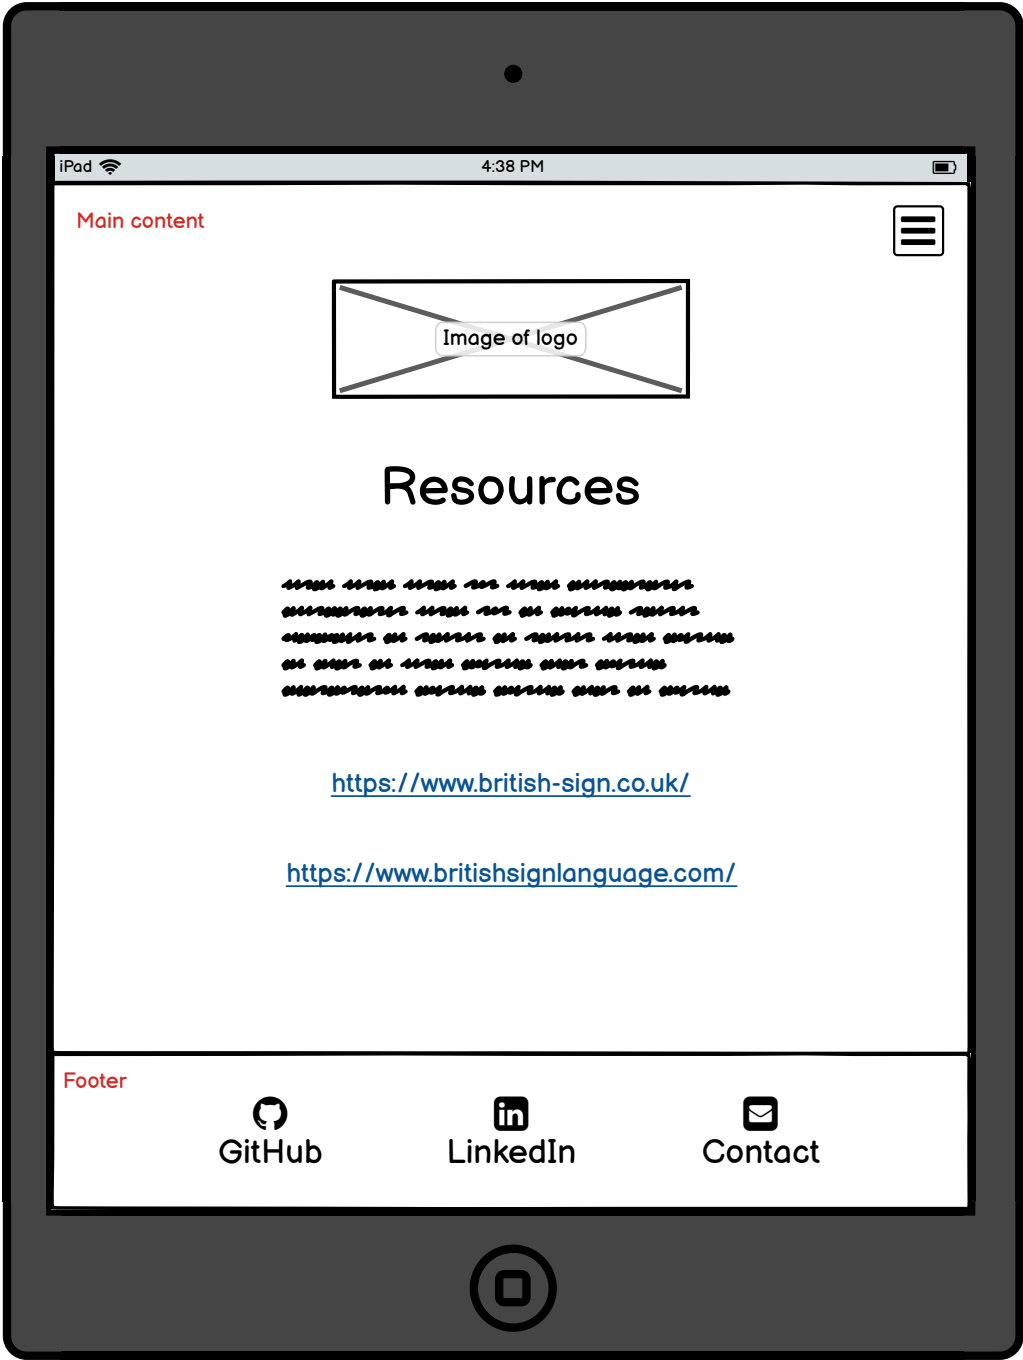 iPad
4:38 PM
Main content
Image of logo
Resources
https://www.british-sign.co.uk/
https://www.britishsignlanguage.com/
Footer
GitHub
LinkedIn
Contact